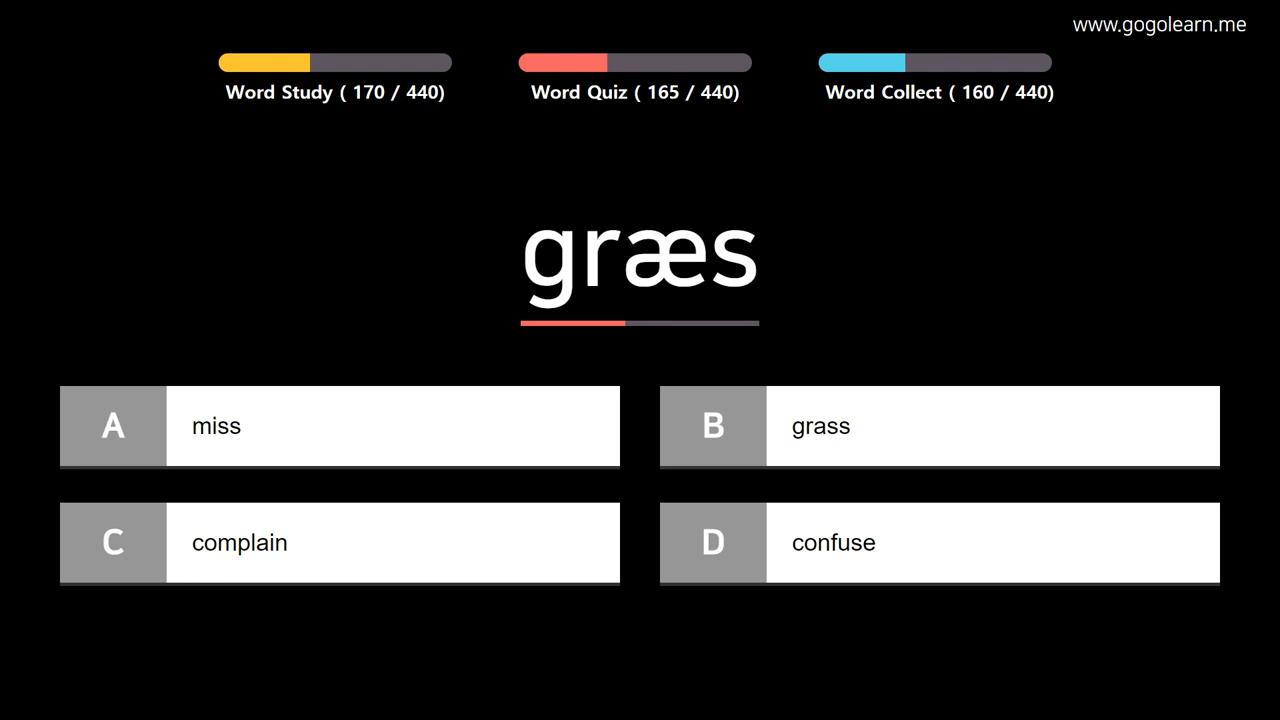 www.gogolearn.me
Word Study ( 170 / 440)
Word Quiz ( 165 / 440)
Word Collect ( 160 / 440)
græs
A miss
B grass
C complain
D confuse